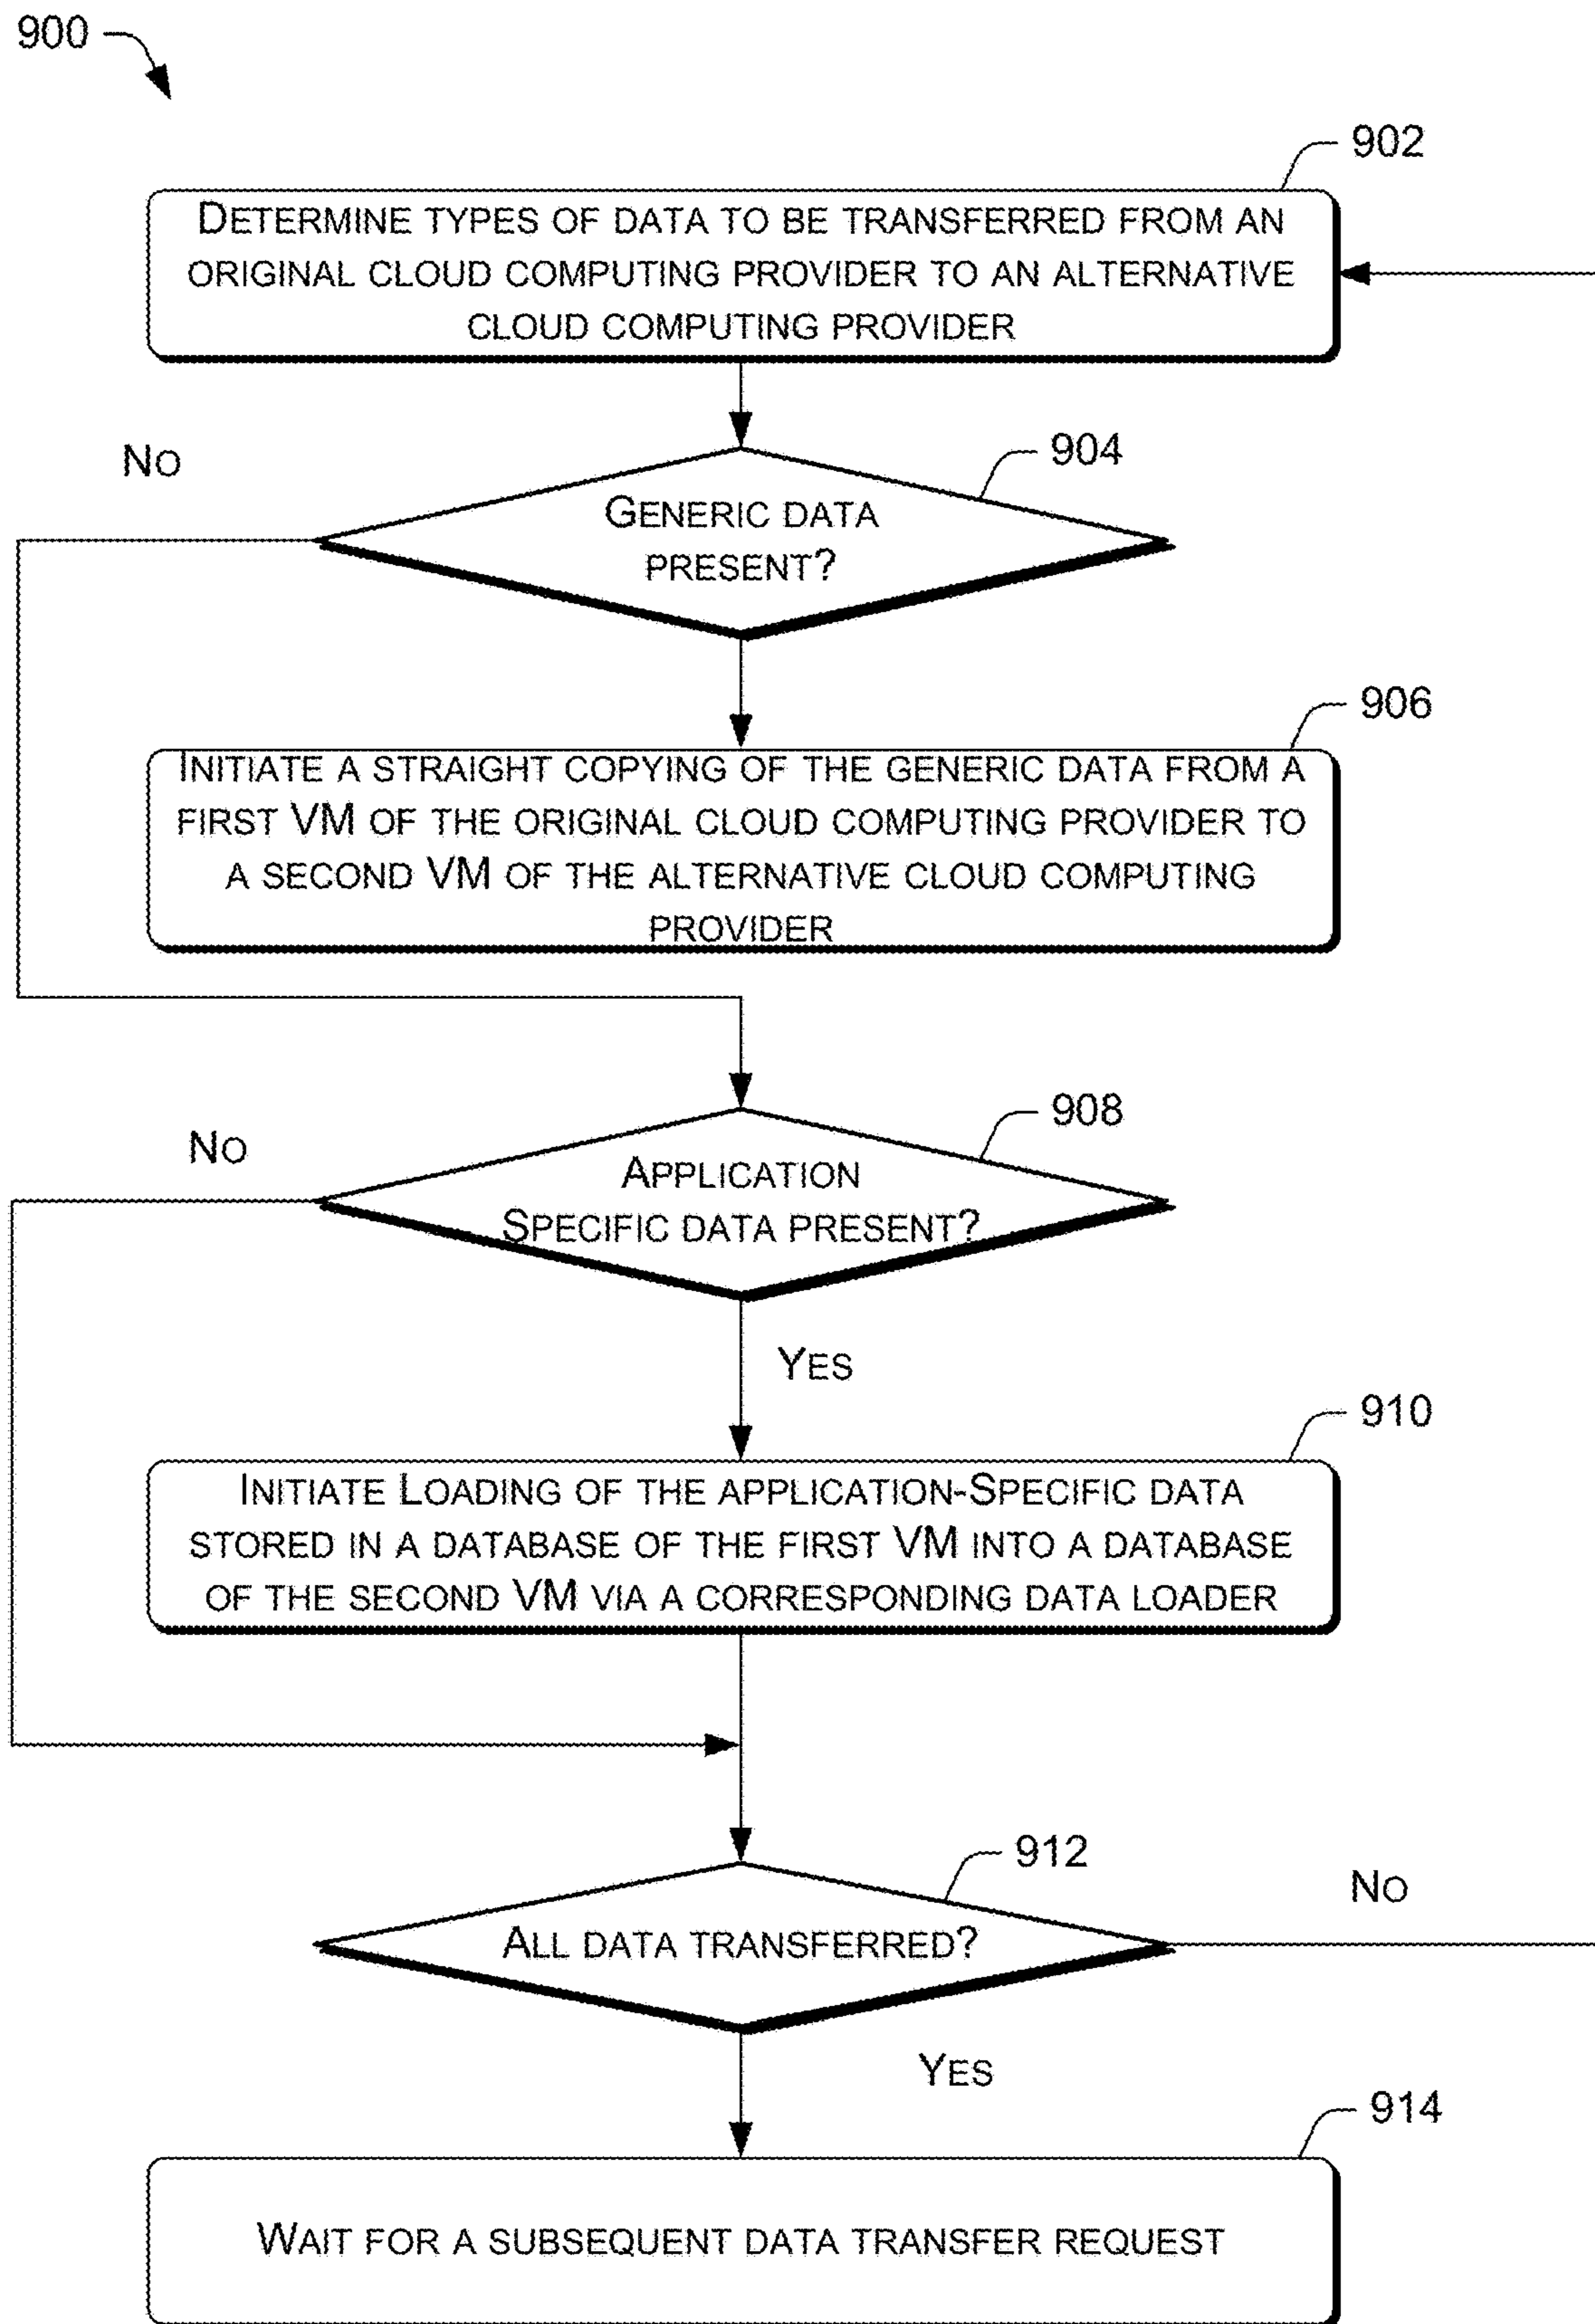 900
902
DETERMINE TYPES OF DATA TO BE TRANSFERRED FROM AN
ORIGINAL CLOUD COMPUTING PROVIDER TO AN ALTERNATIVE
CLOUD COMPUTING PROVIDER
NO
904
GENERIC DATA
PRESENT?
906
INITIATE A STRAIGHT COPYING OF THE GENERIC DATA FROM A
FIRST VM OF THE ORIGINAL CLOUD COMPUTING PROVIDER TO
A SECOND VM OF THE ALTERNATIVE CLOUD COMPUTING
PROVIDER
908
NO
APPLICATION
SPECIFIC DATA PRESENT?
YES
910
INITIATE LOADING OF THE APPLICATION-SPECIFIC DATA
STORED IN A DATABASE OF THE FIRST VM INTO A DATABASE
OF THE SECOND VM VIA A CORRESPONDING DATA LOADER
912
NO
ALL DATA TRANSFERRED?
YES
914
WAIT FOR A SUBSEQUENT DATA TRANSFER REQUEST